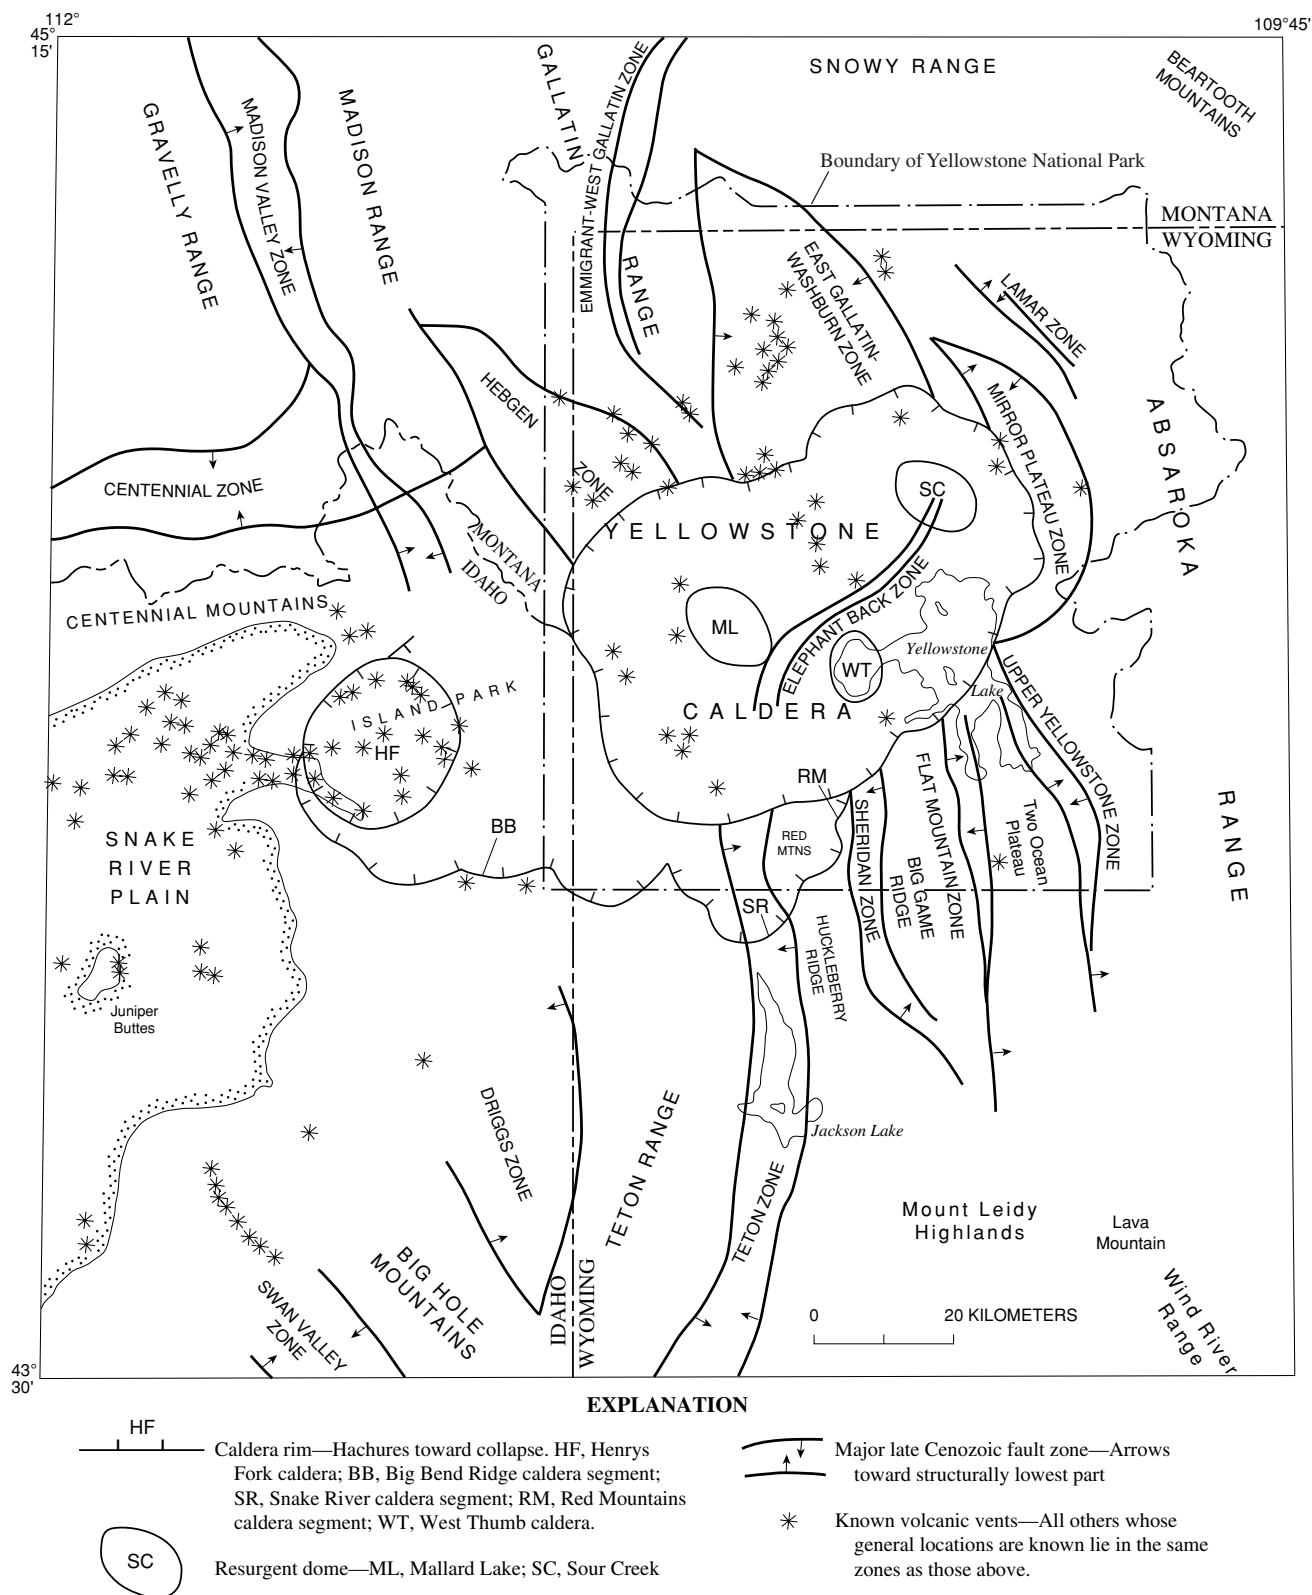 112°
109°45'
45°
15'
SNOWY RANGE
BEARTOOTH
MOUNTAINS
GALLATIN
RANGE
EMMIGRANT-WEST GALLATIN ZONE
MADISON RANGE
MADISON VALLEY ZONE
GRAVELLY RANGE
Boundary of Yellowstone National Park
MONTANA
WYOMING
EAST GALLATIN-
WASHBURN ZONE
LAMAR ZONE
MIRROR PLATEAU ZONE
ABSAROKA
RANGE
HEBGEN
ZONE
CENTENNIAL ZONE
MONTANA
IDAHO
CENTENNIAL MOUNTAINS
YELLOWSTONE
CALDERA
SC
ML
WT
ELEPHANT BACK ZONE
Yellowstone
Lake
UPPER YELLOWSTONE ZONE
ISLAND PARK
HF
BB
RM
RED
MTNS
SR
SHERIDAN ZONE
BIG GAME
RIDGE
FLAT MOUNTAIN ZONE
Two Ocean
Plateau
HUCKLEBERRY
RIDGE
SNAKE
RIVER
PLAIN
Juniper
Buttes
DRIGGS ZONE
TETON RANGE
TETON ZONE
Jackson Lake
Mount Leidy
Highlands
Lava
Mountain
Wind River
Range
BIG HOLE
MOUNTAINS
SWAN VALLEY
ZONE
IDAHO
WYOMING
0
20 KILOMETERS
43°
30'
EXPLANATION
HF
Caldera rim—Hachures toward collapse. HF, Henrys
Fork caldera; BB, Big Bend Ridge caldera segment;
SR, Snake River caldera segment; RM, Red Mountains
caldera segment; WT, West Thumb caldera.
SC
Resurgent dome—ML, Mallard Lake; SC, Sour Creek
Major late Cenozoic fault zone—Arrows
toward structurally lowest part
Known volcanic vents—All others whose
general locations are known lie in the same
zones as those above.